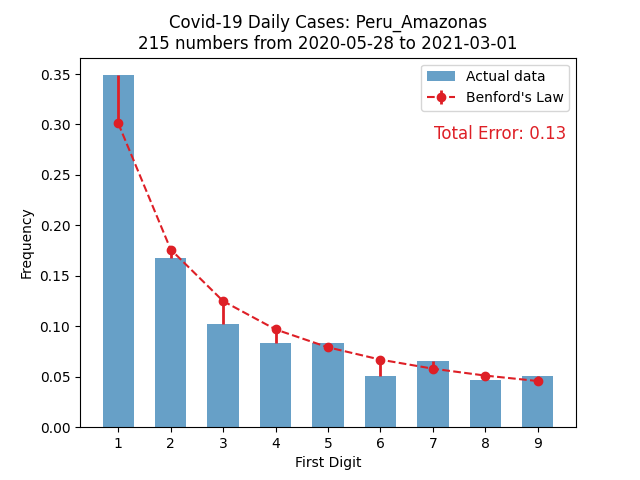 Covid-19 Daily Cases: Peru_Amazonas
215 numbers from 2020-05-28 to 2021-03-01
Actual data
Benford's Law
Total Error: 0.13
Frequency
0.35
0.30
0.25
0.20
0.15
0.10
0.05
0.00
1 2 3 4 5 6 7 8 9
First Digit